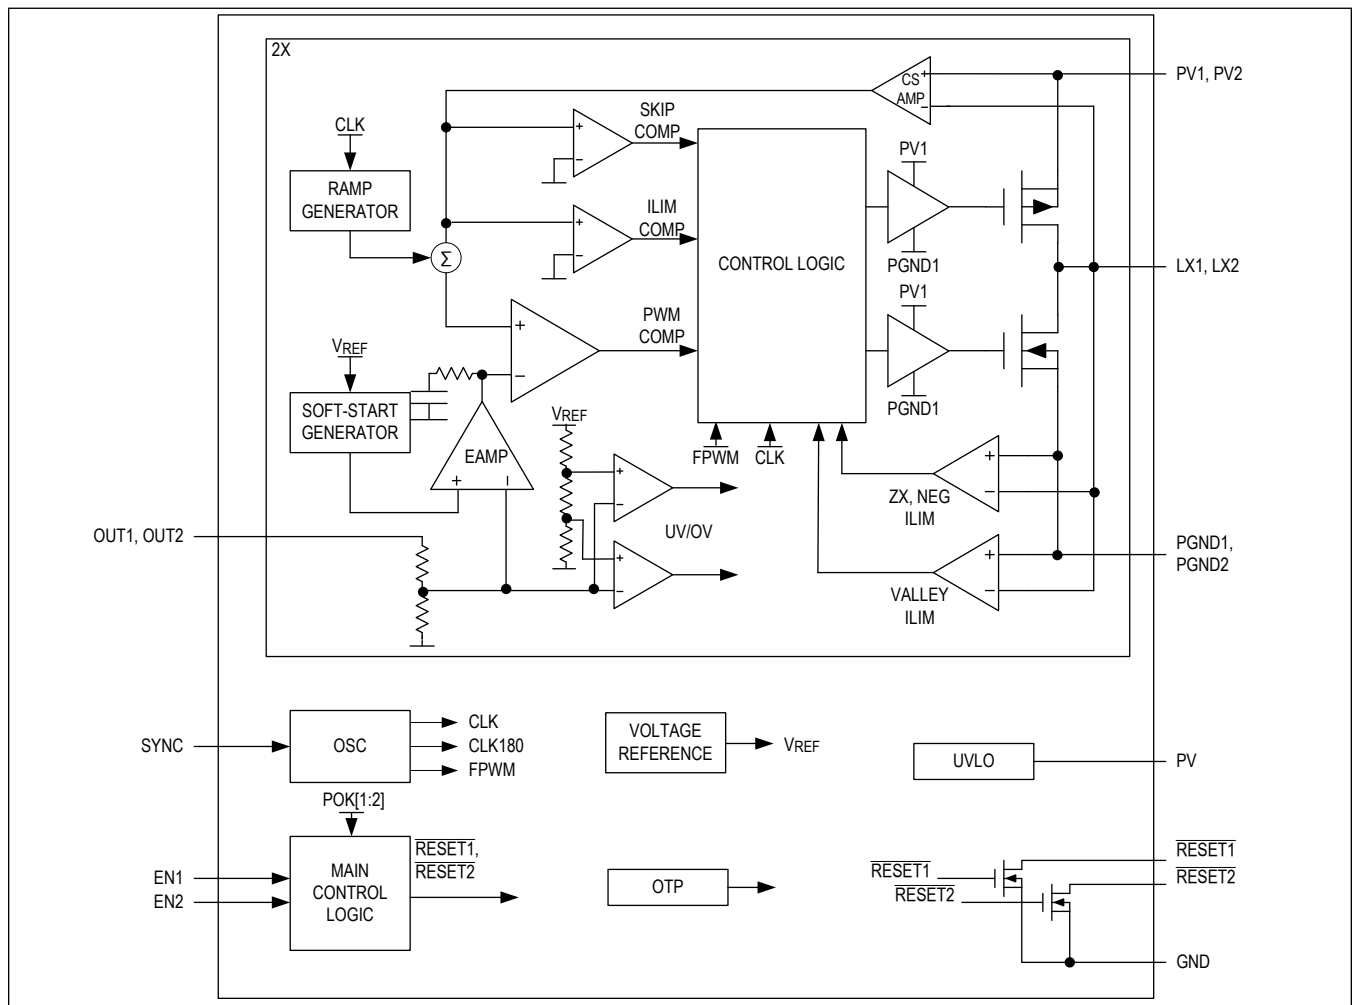 2X
CS
AMP
+
-
PV1, PV2
CLK
RAMP
GENERATOR
+
-
SKIP
COMP
+
-
ILIM
COMP
Σ
CONTROL LOGIC
PV1
PGND1
LX1, LX2
PV1
PGND1
+
-
PWM
COMP
VREF
SOFT-START
GENERATOR
EAMP
+
-
VREF
+
-
UV/OV
+
-
FPWM
CLK
+
-
ZX, NEG
ILIM
+
-
VALLEY
ILIM
OUT1, OUT2
PGND1,
PGND2
SYNC
OSC
CLK
CLK180
FPWM
VOLTAGE
REFERENCE
VREF
UVLO
PV
POK[1:2]
EN1
EN2
MAIN
CONTROL
LOGIC
RESET1,
RESET2
OTP
RESET1
RESET2
RESET1
RESET2
GND